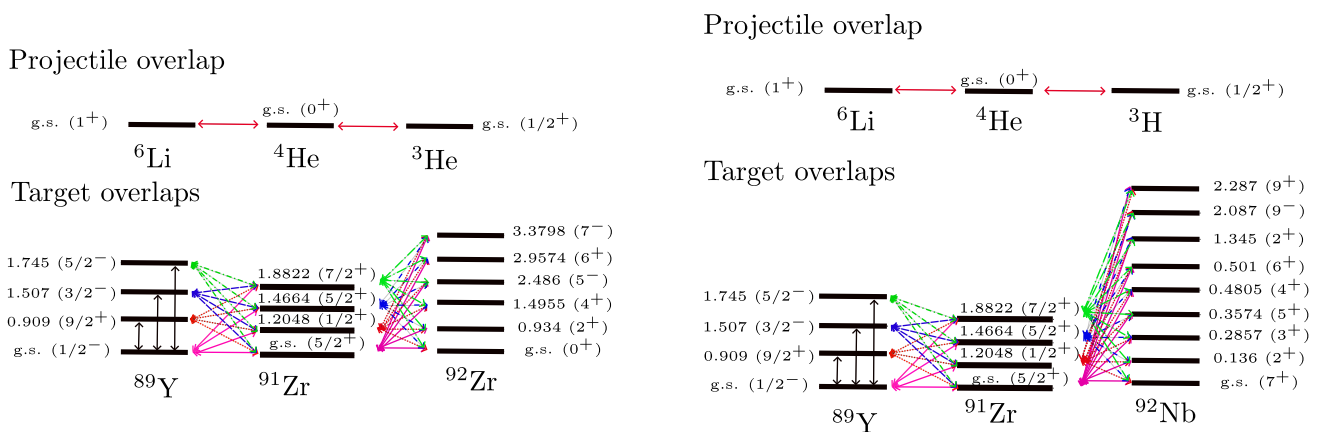 Projectile overlap
g.s. (1⁺)
g.s. (0⁺)
g.s. (1/2⁺)
⁶Li
⁴He
³He
Target overlaps
1.745 (5/2⁻)
1.507 (3/2⁻)
0.909 (9/2⁺)
g.s. (1/2⁻)
⁸⁹Y
1.8822 (7/2⁺)
1.4664 (5/2⁺)
1.2048 (1/2⁺)
g.s. (5/2⁺)
⁹¹Zr
3.3798 (7⁻)
2.9574 (6⁺)
2.486 (5⁻)
1.4955 (4⁺)
0.934 (2⁺)
g.s. (0⁺)
⁹²Zr
Projectile overlap
g.s. (1⁺)
g.s. (0⁺)
g.s. (1/2⁺)
⁶Li
⁴He
³H
Target overlaps
1.745 (5/2⁻)
1.507 (3/2⁻)
0.909 (9/2⁺)
g.s. (1/2⁻)
⁸⁹Y
1.8822 (7/2⁺)
1.4664 (5/2⁺)
1.2048 (1/2⁺)
g.s. (5/2⁺)
⁹¹Zr
2.287 (9⁺)
2.087 (9⁻)
1.345 (2⁺)
0.501 (6⁺)
0.4805 (4⁺)
0.3574 (5⁺)
0.2857 (3⁺)
0.136 (2⁺)
g.s. (7⁺)
⁹²Nb